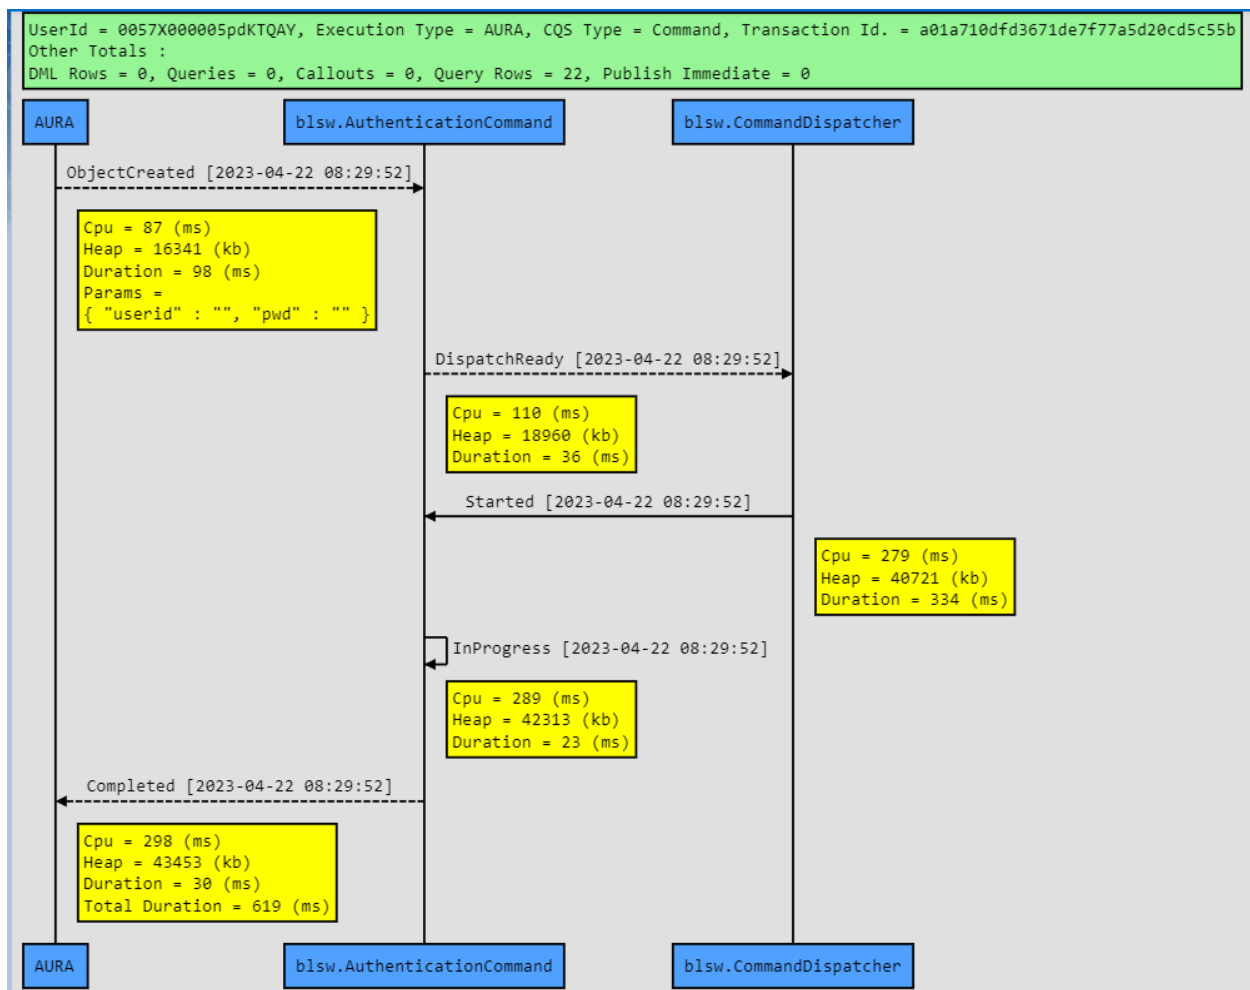 UserId = 0057X000005pdKTQAY, Execution Type = AURA, CQS Type = Command, Transaction Id. = a01a710dfd3671de7f77a5d20cd5c55b
Other Totals :
DML Rows = 0, Queries = 0, Callouts = 0, Query Rows = 22, Publish Immediate = 0
AURA
blsw.AuthenticationCommand
blsw.CommandDispatcher
ObjectCreated [2023-04-22 08:29:52]
Cpu = 87 (ms)
Heap = 16341 (kb)
Duration = 98 (ms)
Params =
{ "userid" : "", "pwd" : "" }
DispatchReady [2023-04-22 08:29:52]
Cpu = 110 (ms)
Heap = 18960 (kb)
Duration = 36 (ms)
Started [2023-04-22 08:29:52]
Cpu = 279 (ms)
Heap = 40721 (kb)
Duration = 334 (ms)
InProgress [2023-04-22 08:29:52]
Cpu = 289 (ms)
Heap = 42313 (kb)
Duration = 23 (ms)
Completed [2023-04-22 08:29:52]
Cpu = 298 (ms)
Heap = 43453 (kb)
Duration = 30 (ms)
Total Duration = 619 (ms)
AURA
blsw.AuthenticationCommand
blsw.CommandDispatcher